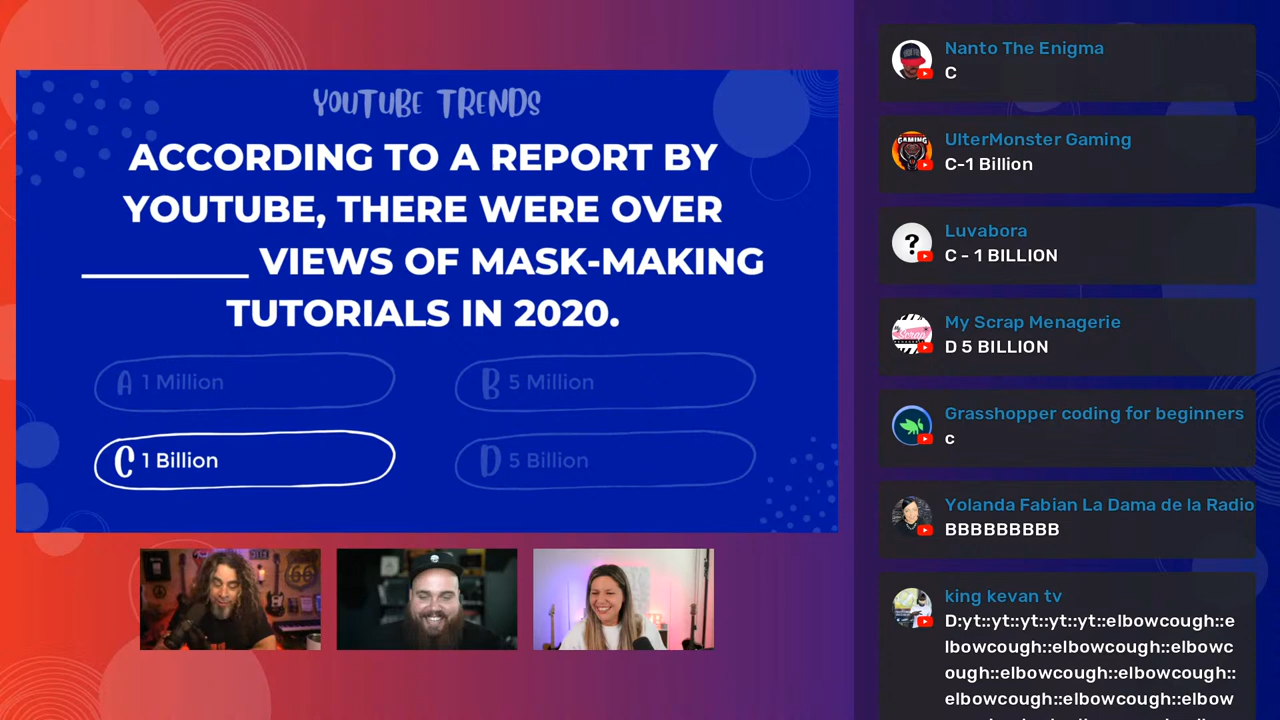 YOUTUBE TRENDS
ACCORDING TO A REPORT BY
YOUTUBE, THERE WERE OVER
_________ VIEWS OF MASK-MAKING
TUTORIALS IN 2020.
A 1 Million
B 5 Million
C 1 Billion
D 5 Billion
Nanto The Enigma
C
UlterMonster Gaming
C-1 Billion
Luvabora
C - 1 BILLION
My Scrap Menagerie
D 5 BILLION
Grasshopper coding for beginners
c
Yolanda Fabian La Dama de la Radio
BBBBBBBBB
king kevan tv
D:yt::yt::yt::yt::yt::elbowcough::e
lbowcough::elbowcough::elbowc
ough::elbowcough::elbowcough::
elbowcough::elbowcough::elbow